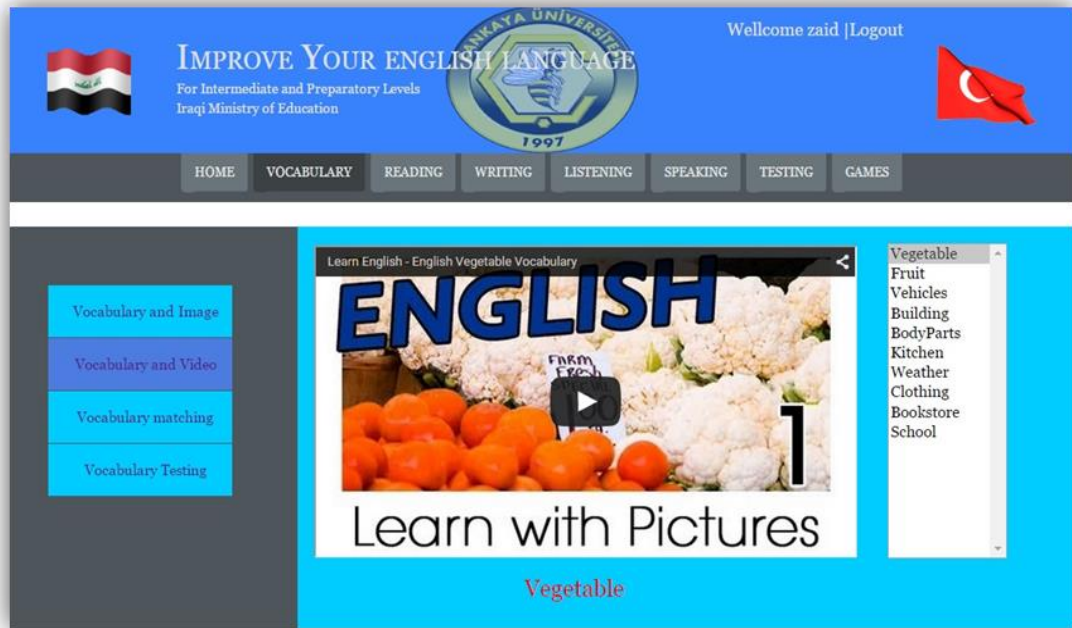 Wellcome zaid |Logout
IMPROVE YOUR ENGLISH LANGUAGE
For Intermediate and Preparatory Levels
Iraqi Ministry of Education
ANKAYA ÜNİVERSİTESİ
1997
HOME VOCABULARY READING WRITING LISTENING SPEAKING TESTING GAMES
Vocabulary and Image
Vocabulary and Video
Vocabulary matching
Vocabulary Testing
Learn English - English Vegetable Vocabulary
ENGLISH
FARM
FRESH
SPECIAL
100
1
Learn with Pictures
Vegetable
Vegetable
Fruit
Vehicles
Building
BodyParts
Kitchen
Weather
Clothing
Bookstore
School